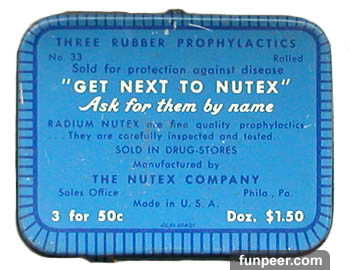 THREE RUBBER PROPHYLACTICS
No. 33 Rolled
Sold for protection against disease
"GET NEXT TO NUTEX"
Ask for them by name
RADIUM NUTEX are fine quality prophylactics
... They are carefully inspected and tested.
SOLD IN DRUG-STORES
Manufactured by
THE NUTEX COMPANY
Sales Office Phila., Pa.
Made in U. S. A.
3 for 50c Doz. $1.50
funpeer.com